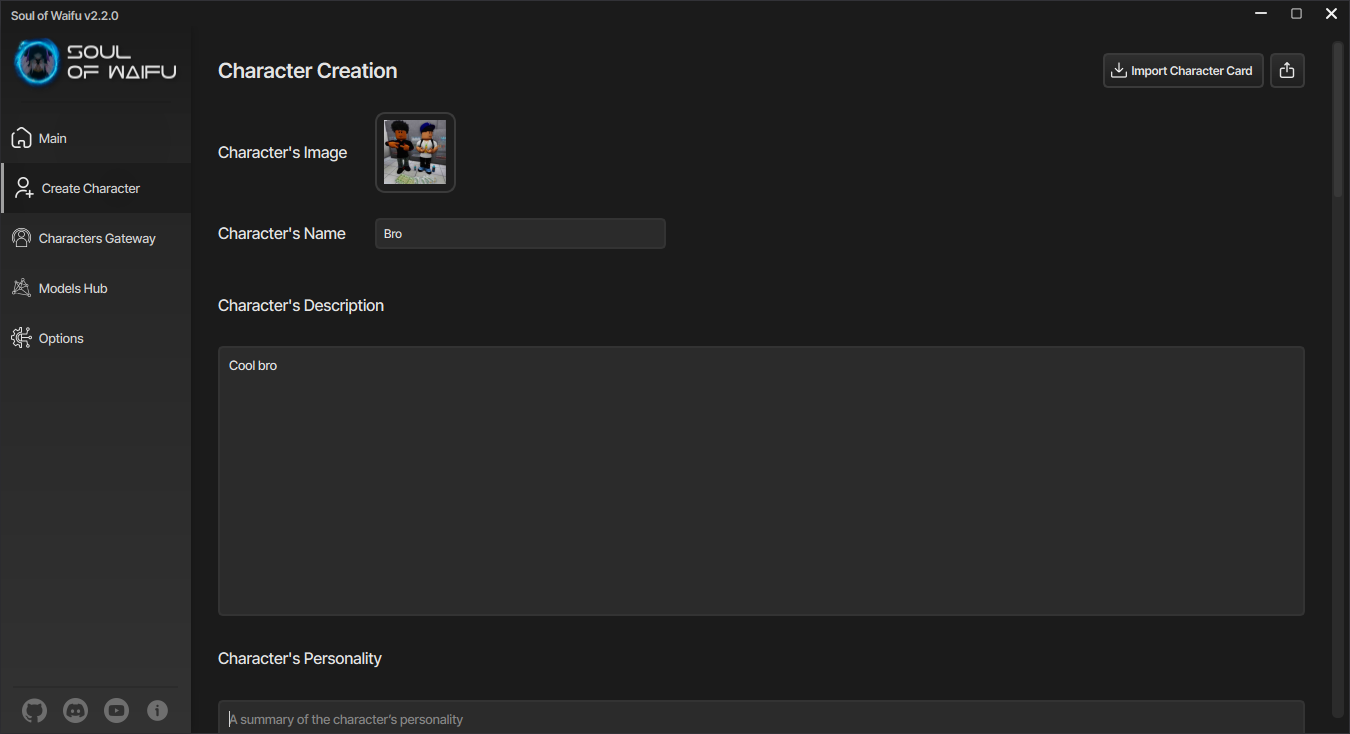 Soul of Waifu v2.2.0
SOUL
OF WAIFU
Main
Create Character
Characters Gateway
Models Hub
Options
Character Creation
Import Character Card
Character's Image
Character's Name
Bro
Character's Description
Cool bro
Character's Personality
A summary of the character's personality